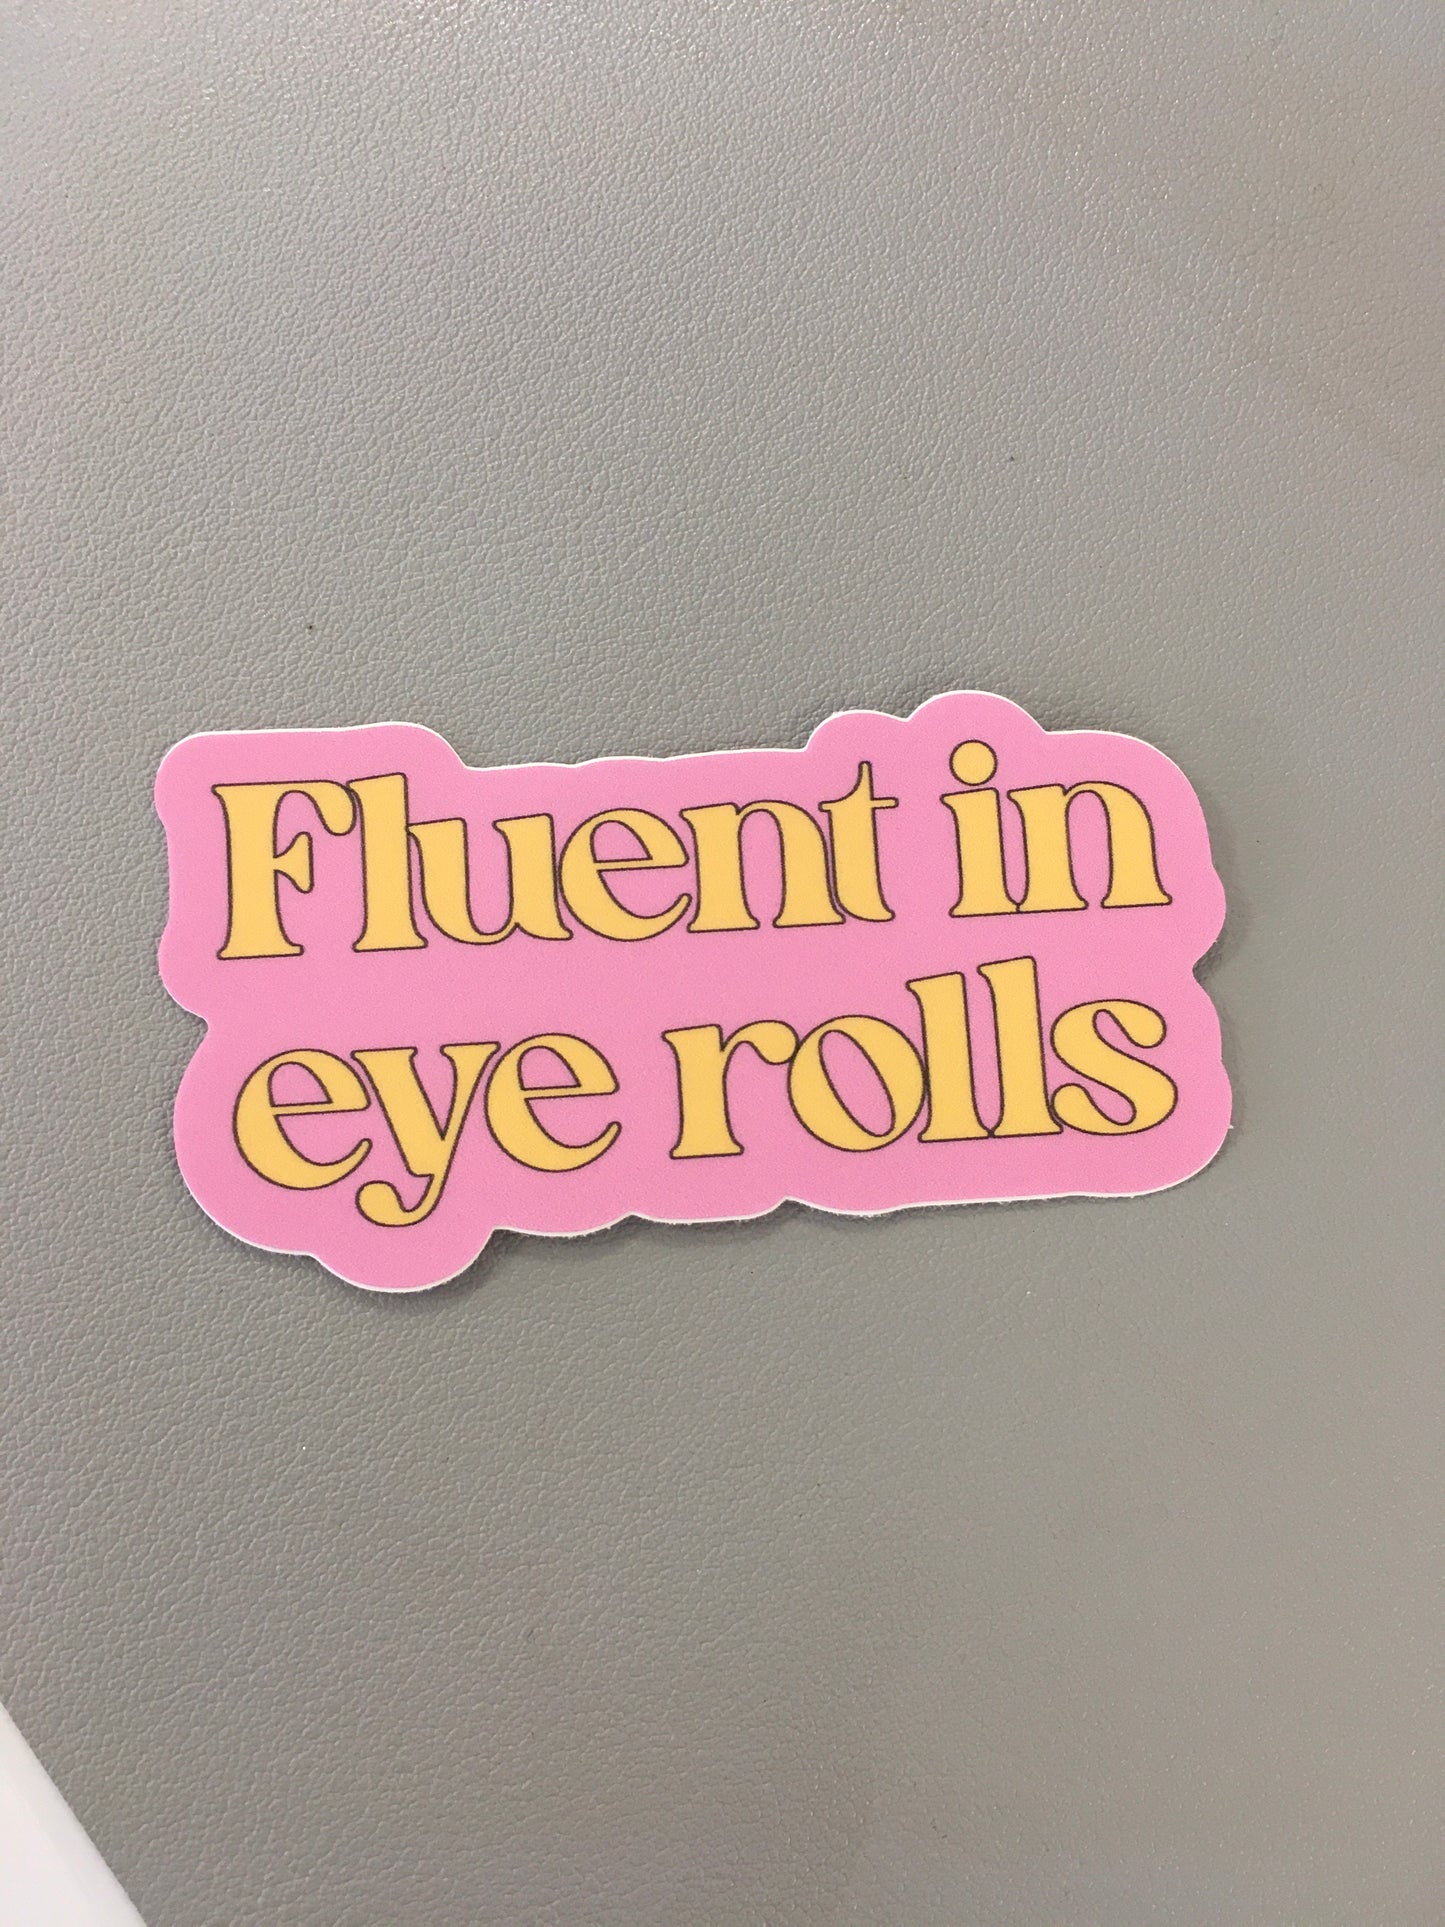 Fluent in
eye rolls